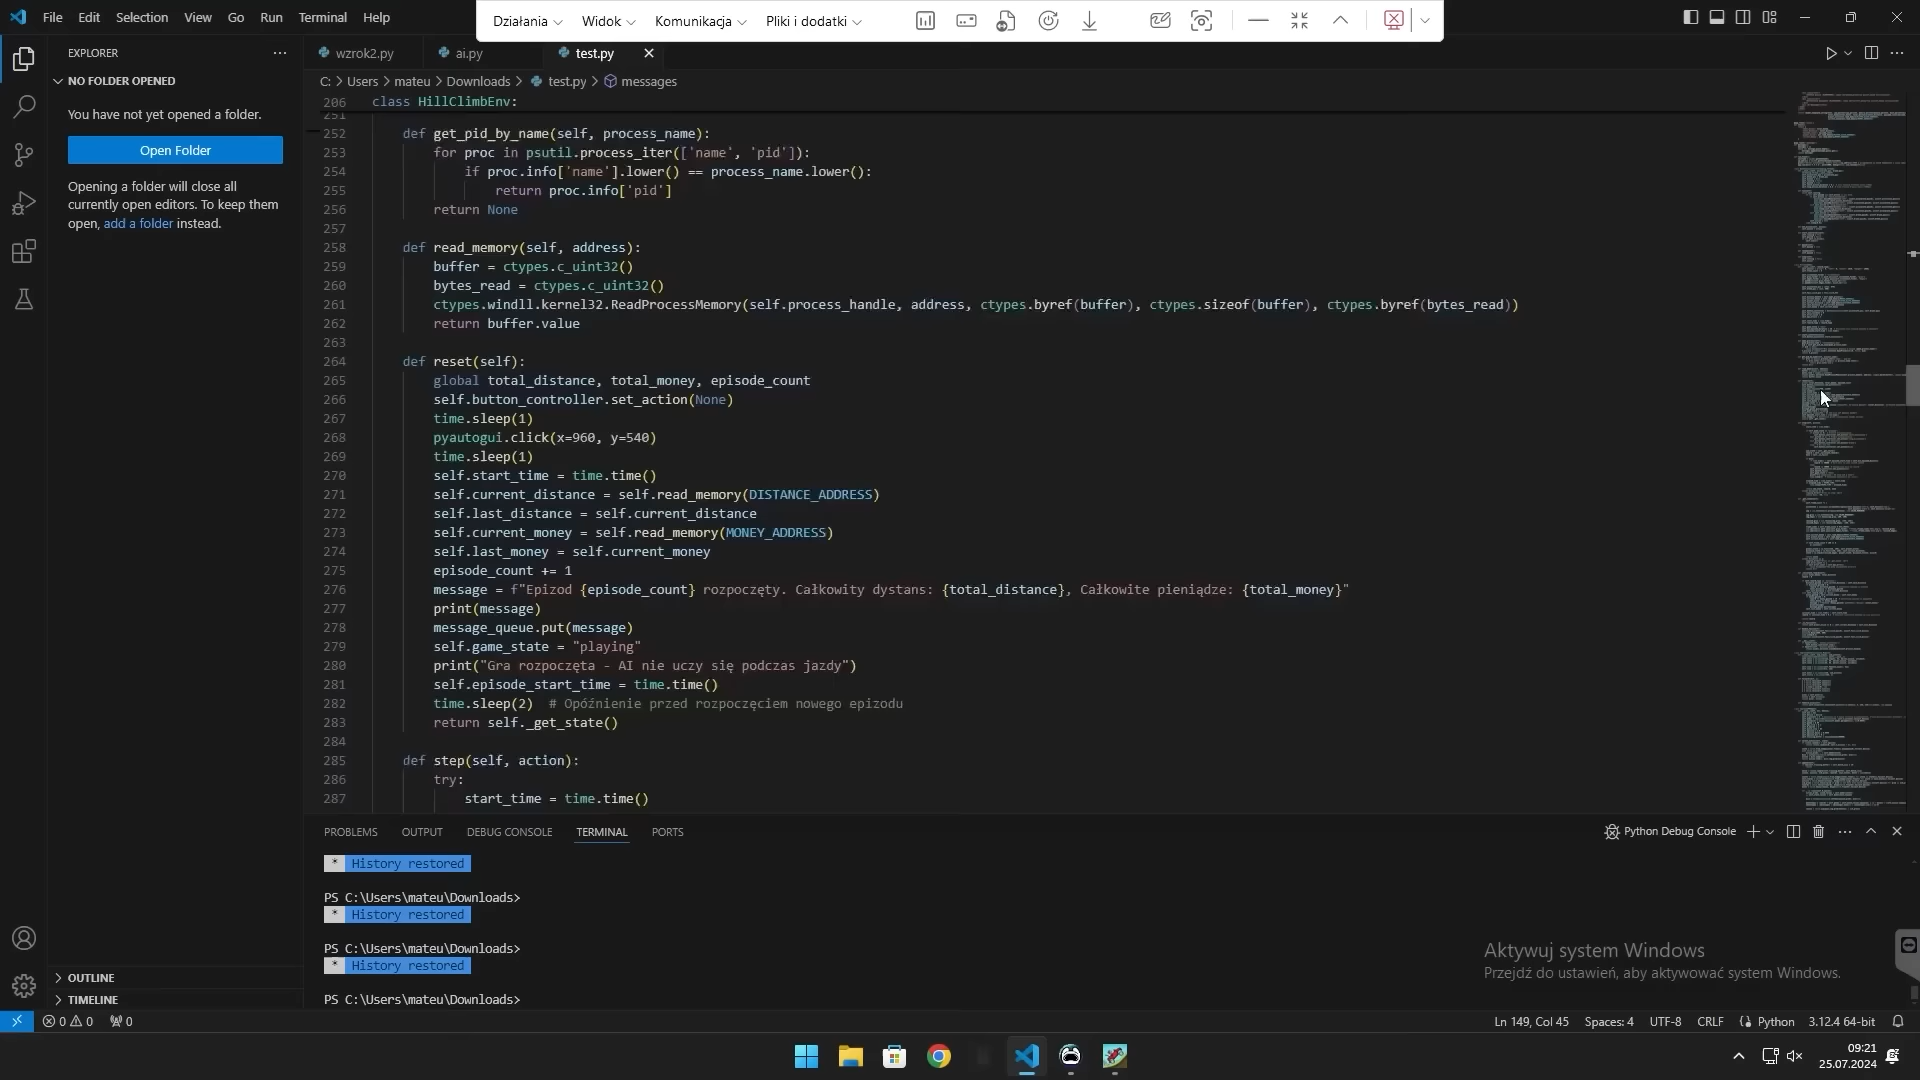 File Edit Selection View Go Run Terminal Help
Działania Widok Komunikacja Pliki i dodatki
EXPLORER
wzrok2.py ai.py test.py
NO FOLDER OPENED
C: > Users > mateu > Downloads > test.py > messages
You have not yet opened a folder.
Open Folder
Opening a folder will close all
currently open editors. To keep them
open, add a folder instead.
206 class HillClimbEnv:
251
252 def get_pid_by_name(self, process_name):
253 for proc in psutil.process_iter(['name', 'pid']):
254 if proc.info['name'].lower() == process_name.lower():
255 return proc.info['pid']
256 return None
257
258 def read_memory(self, address):
259 buffer = ctypes.c_uint32()
260 bytes_read = ctypes.c_uint32()
261 ctypes.windll.kernel32.ReadProcessMemory(self.process_handle, address, ctypes.byref(buffer), ctypes.sizeof(buffer), ctypes.byref(bytes_read))
262 return buffer.value
263
264 def reset(self):
265 global total_distance, total_money, episode_count
266 self.button_controller.set_action(None)
267 time.sleep(1)
268 pyautogui.click(x=960, y=540)
269 time.sleep(1)
270 self.start_time = time.time()
271 self.current_distance = self.read_memory(DISTANCE_ADDRESS)
272 self.last_distance = self.current_distance
273 self.current_money = self.read_memory(MONEY_ADDRESS)
274 self.last_money = self.current_money
275 episode_count += 1
276 message = f"Epizod {episode_count} rozpoczęty. Całkowity dystans: {total_distance}, Całkowite pieniądze: {total_money}"
277 print(message)
278 message_queue.put(message)
279 self.game_state = "playing"
280 print("Gra rozpoczęta - AI nie uczy się podczas jazdy")
281 self.episode_start_time = time.time()
282 time.sleep(2) # Opóźnienie przed rozpoczęciem nowego epizodu
283 return self._get_state()
284
285 def step(self, action):
286 try:
287 start_time = time.time()
PROBLEMS OUTPUT DEBUG CONSOLE TERMINAL PORTS
Python Debug Console
* History restored
PS C:\Users\mateu\Downloads>
* History restored
PS C:\Users\mateu\Downloads>
* History restored
PS C:\Users\mateu\Downloads>
Aktywuj system Windows
Przejdź do ustawień, aby aktywować system Windows.
OUTLINE
TIMELINE
0 0 0
Ln 149, Col 45 Spaces: 4 UTF-8 CRLF Python 3.12.4 64-bit
09:21
25.07.2024